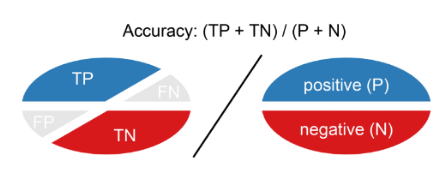 Accuracy: (TP + TN) / (P + N)
TP
FN
positive (P)
FP
TN
negative (N)